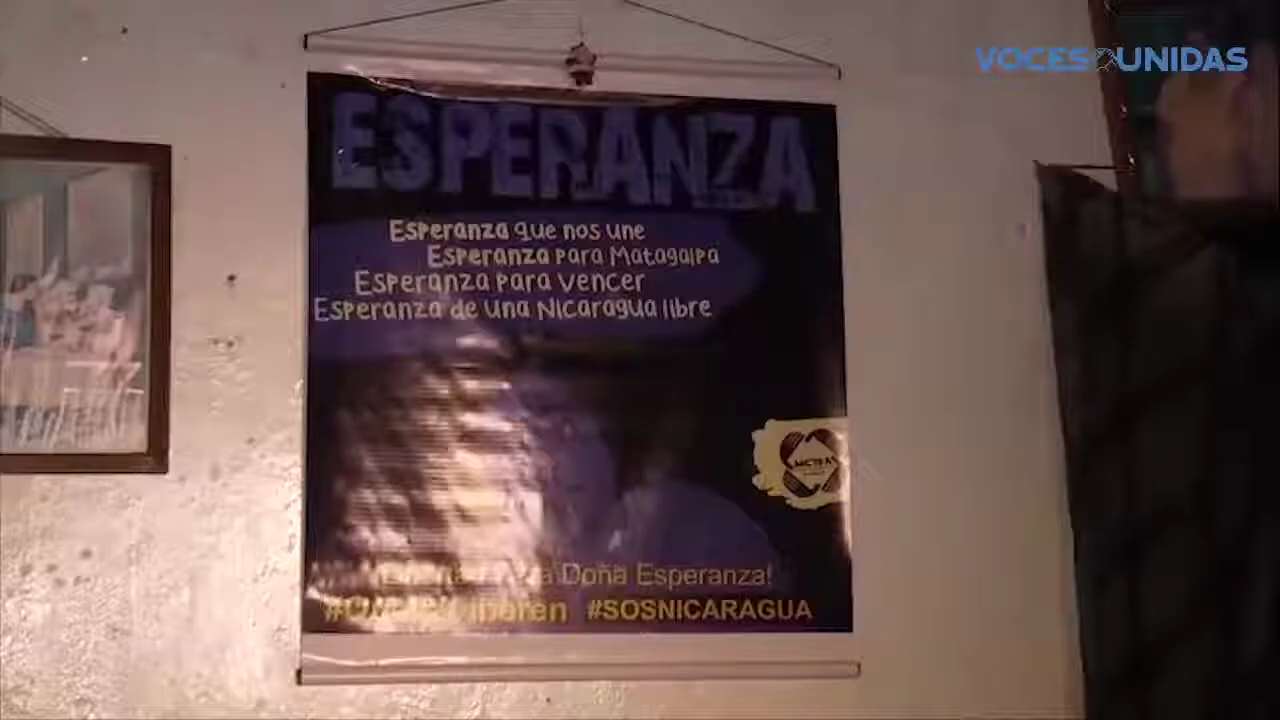 VOCES UNIDAS
ESPERANZA
Esperanza que nos une
Esperanza para Matagalpa
Esperanza para vencer
Esperanza de una Nicaragua libre
Doña Esperanza!
#SOSNICARAGUA